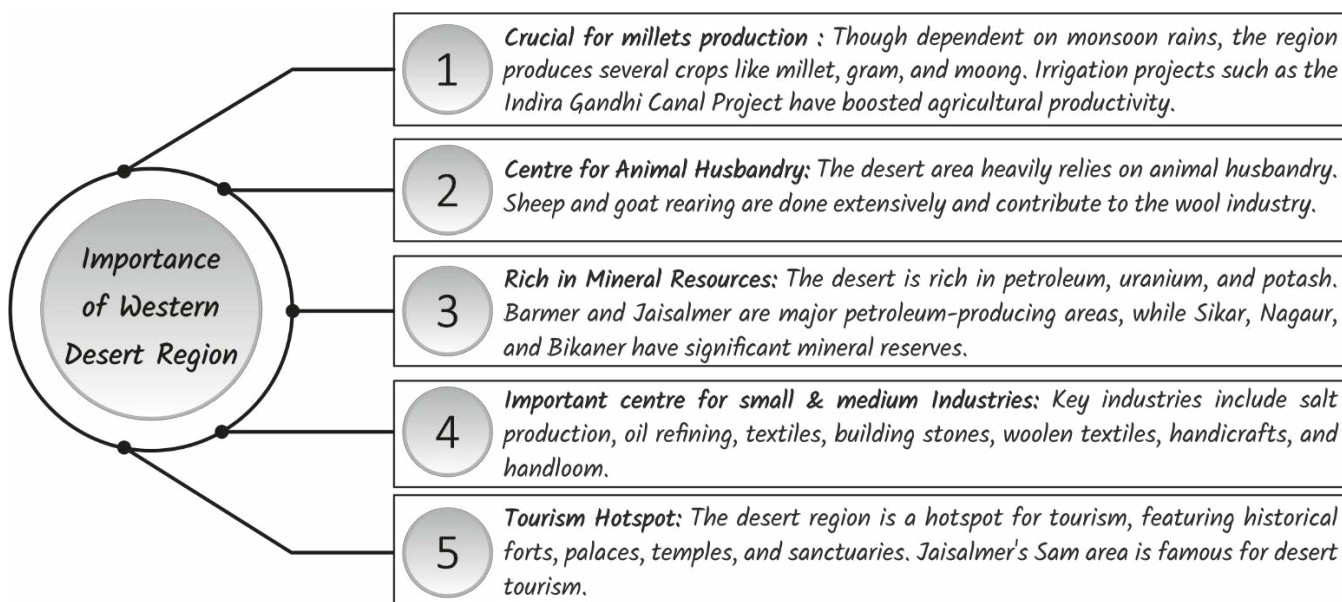 Importance
of Western
Desert Region
1
Crucial for millets production : Though dependent on monsoon rains, the region
produces several crops like millet, gram, and moong. Irrigation projects such as the
Indira Gandhi Canal Project have boosted agricultural productivity.
2
Centre for Animal Husbandry: The desert area heavily relies on animal husbandry.
Sheep and goat rearing are done extensively and contribute to the wool industry.
3
Rich in Mineral Resources: The desert is rich in petroleum, uranium, and potash.
Barmer and Jaisalmer are major petroleum-producing areas, while Sikar, Nagaur,
and Bikaner have significant mineral reserves.
4
Important centre for small & medium Industries: Key industries include salt
production, oil refining, textiles, building stones, woolen textiles, handicrafts, and
handloom.
5
Tourism Hotspot: The desert region is a hotspot for tourism, featuring historical
forts, palaces, temples, and sanctuaries. Jaisalmer's Sam area is famous for desert
tourism.